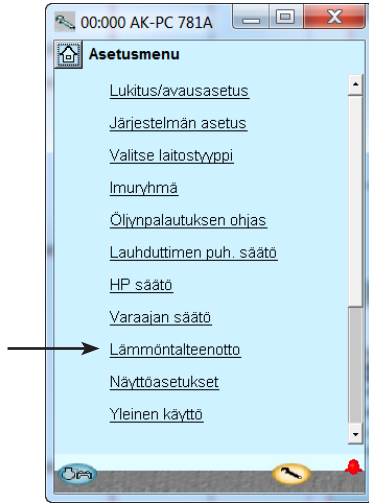 00:000 AK-PC 781A
Asetusmenu
Lukitus/avausasetus
Järjestelmän asetus
Valitse laitostyyppi
Imuryhmä
Öljynpalautuksen ohjas
Lauhduttimen puh. säätö
HP säätö
Varaajan säätö
Lämmöntalteenotto
Näyttöasetukset
Yleinen käyttö